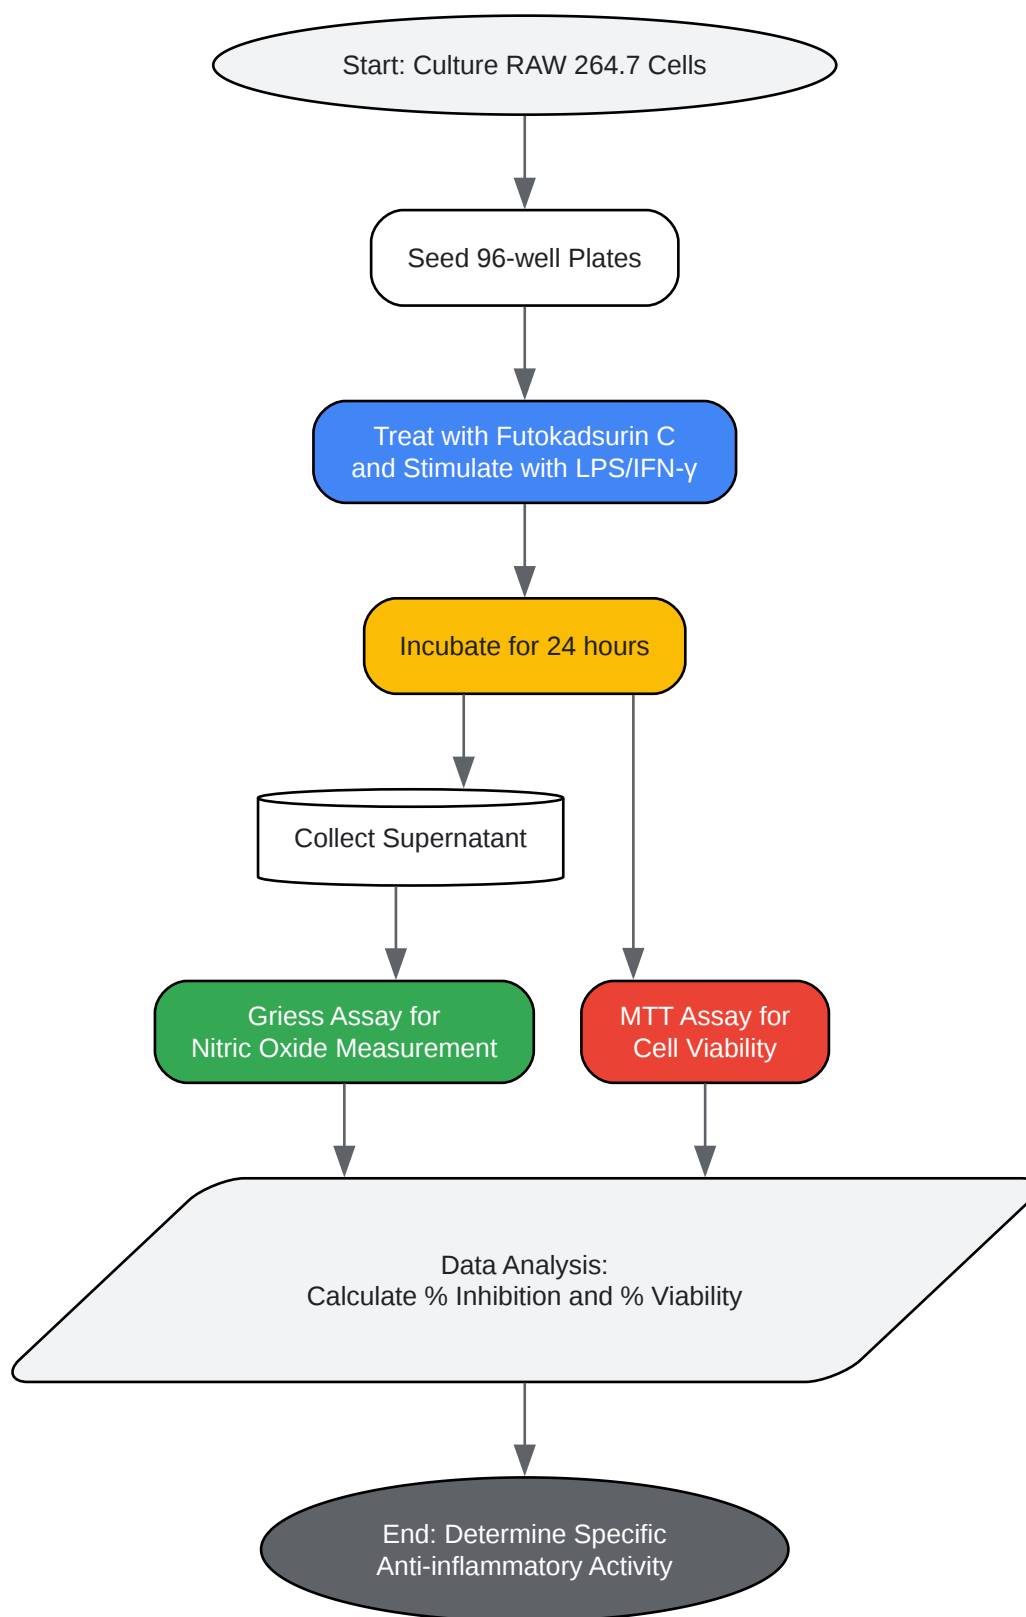 Start: Culture RAW 264.7 Cells
Seed 96-well Plates
Treat with Futokadsurin C
and Stimulate with LPS/IFN-γ
Incubate for 24 hours
Collect Supernatant
Griess Assay for
Nitric Oxide Measurement
MTT Assay for
Cell Viability
Data Analysis:
Calculate % Inhibition and % Viability
End: Determine Specific
Anti-inflammatory Activity